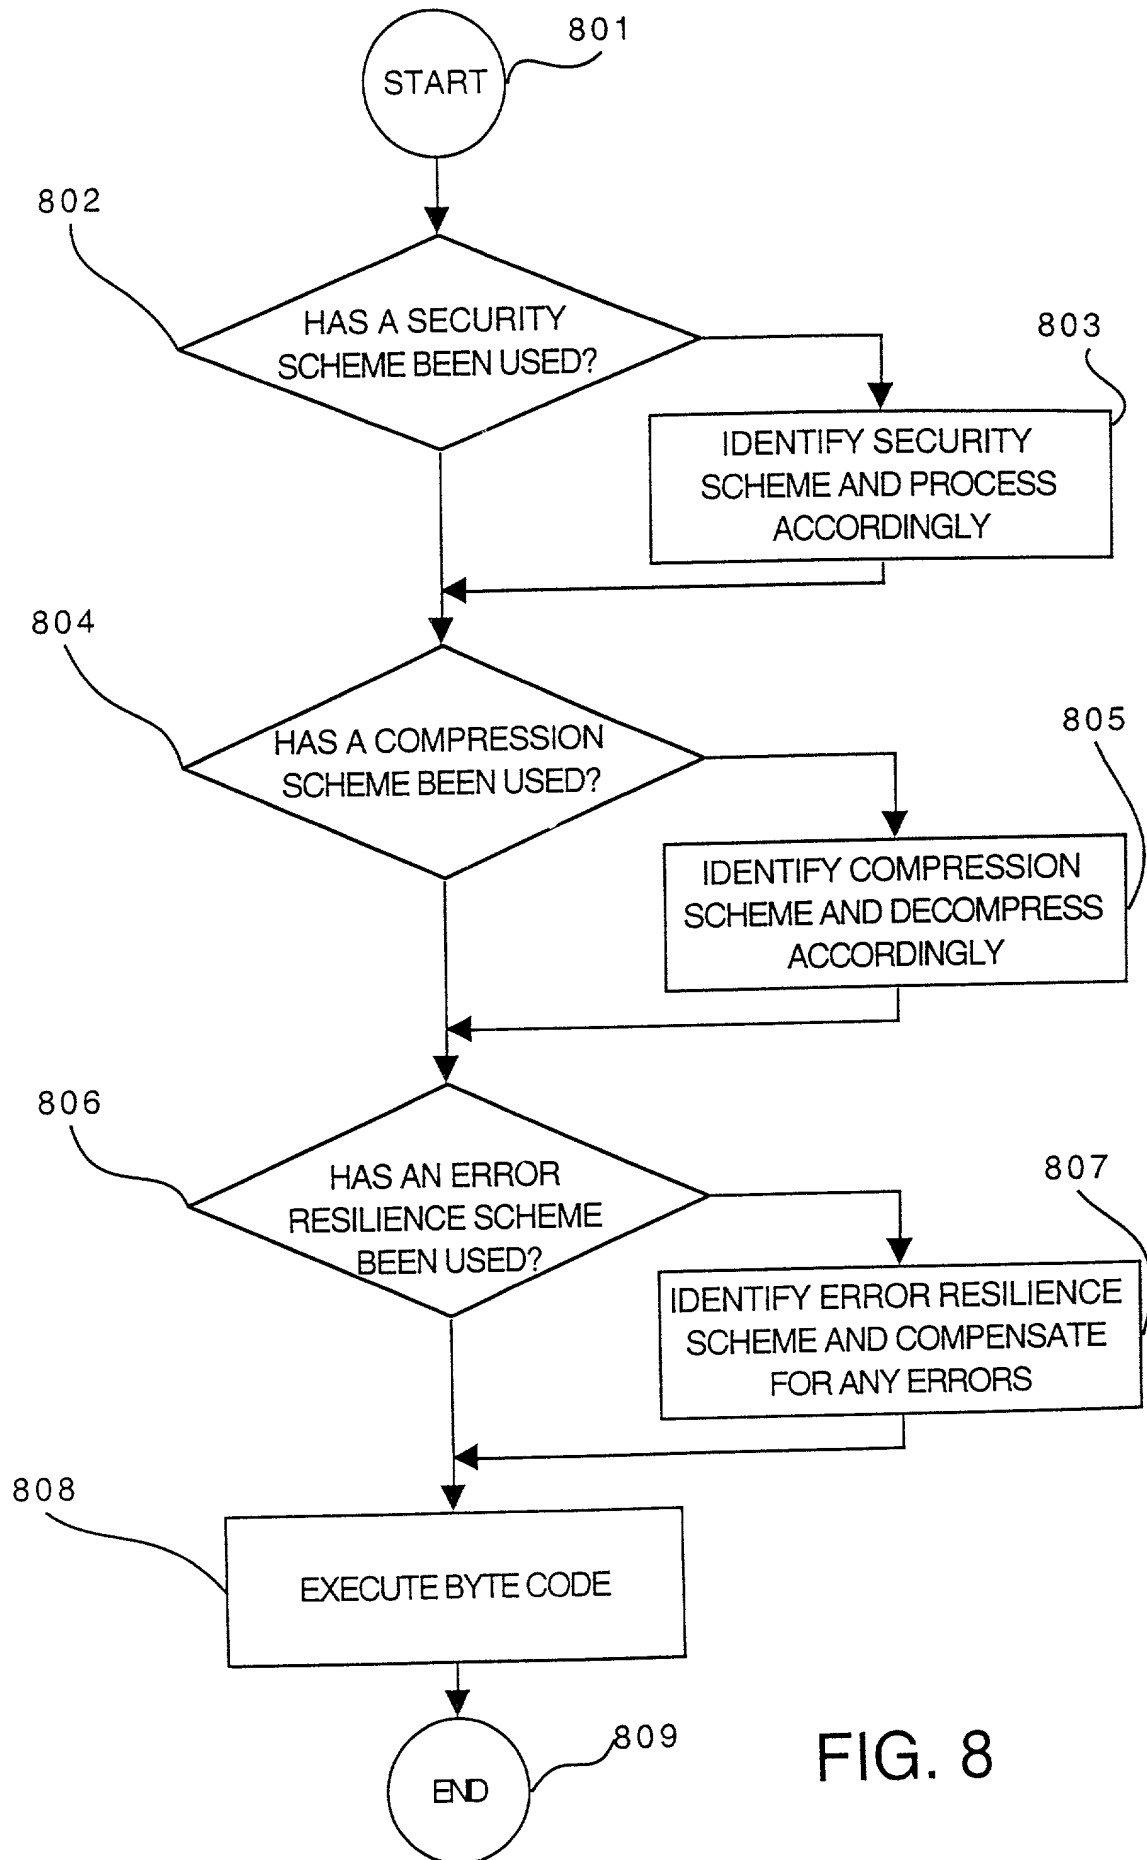 801
START
802
HAS A SECURITY
SCHEME BEEN USED?
803
IDENTIFY SECURITY
SCHEME AND PROCESS
ACCORDINGLY
804
HAS A COMPRESSION
SCHEME BEEN USED?
805
IDENTIFY COMPRESSION
SCHEME AND DECOMPRESS
ACCORDINGLY
806
HAS AN ERROR
RESILIENCE SCHEME
BEEN USED?
807
IDENTIFY ERROR RESILIENCE
SCHEME AND COMPENSATE
FOR ANY ERRORS
808
EXECUTE BYTE CODE
809
END
FIG. 8